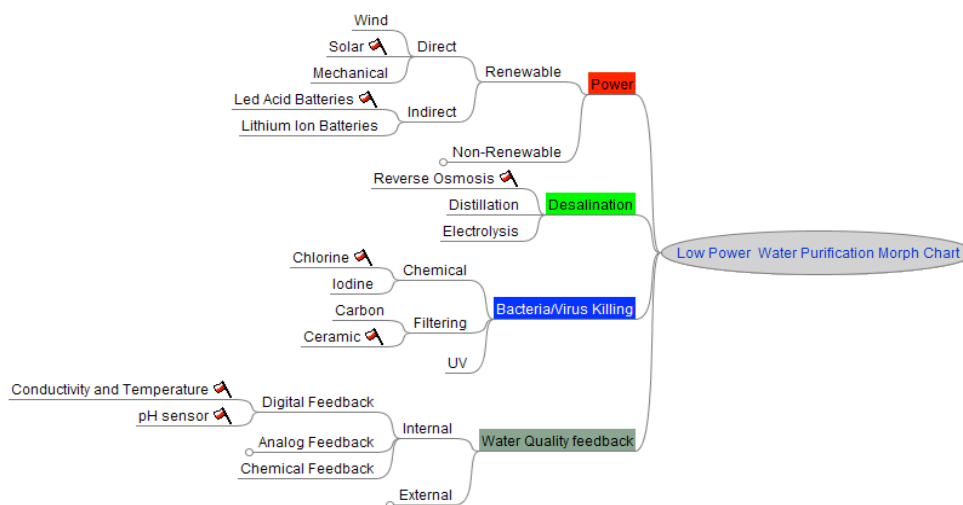 Wind
Solar
Direct
Mechanical
Renewable
Power
Led Acid Batteries
Indirect
Lithium Ion Batteries
Non-Renewable
Reverse Osmosis
Distillation
Desalination
Electrolysis
Low Power  Water Purification Morph Chart
Chlorine
Chemical
Iodine
Bacteria/Virus Killing
Carbon
Filtering
Ceramic
UV
Conductivity and Temperature
Digital Feedback
pH sensor
Internal
Analog Feedback
Water Quality feedback
Chemical Feedback
External